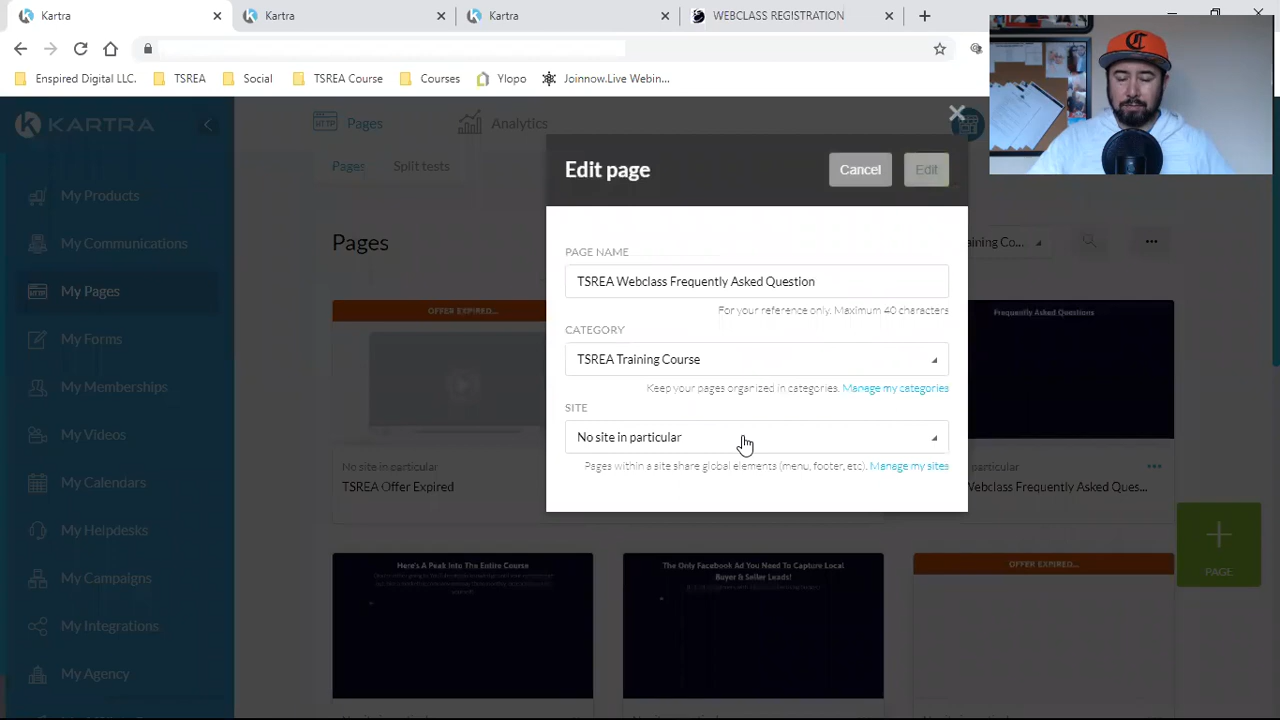 Kartra
Kartra
Kartra
WEBCLASS REGISTRATION
Enspired Digital LLC.
TSREA
Social
TSREA Course
Courses
Ylopo
Joinnow.Live Webin...
KARTRA
HTTP
Pages
Analytics
Pages
Split tests
My Products
My Communications
My Pages
My Forms
My Memberships
My Videos
My Calendars
My Helpdesks
My Campaigns
My Integrations
My Agency
Pages
aining Co...
Edit page
Cancel
Edit
PAGE NAME
TSREA Webclass Frequently Asked Question
For your reference only. Maximum 40 characters
CATEGORY
TSREA Training Course
Keep your pages organized in categories. Manage my categories
SITE
No site in particular
Pages within a site share global elements (menu, footer, etc). Manage my sites
OFFER EXPIRED...
No site in particular
TSREA Offer Expired
Frequently Asked Questions
particular
Webclass Frequently Asked Ques...
PAGE
Here's A Peak Into The Entire Course
The Only Facebook Ad You Need To Capture Local
Buyer & Seller Leads!
OFFER EXPIRED...